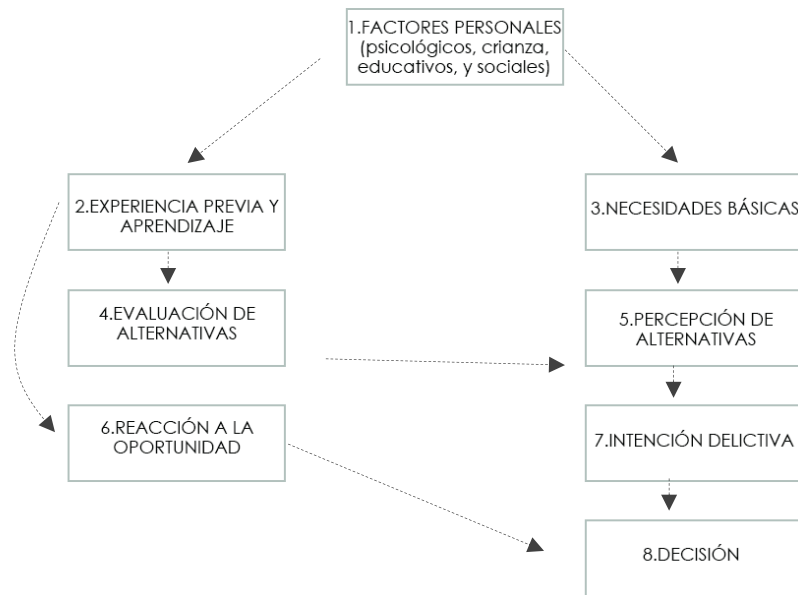 1.FACTORES PERSONALES
(psicológicos, crianza,
educativos, y sociales)
2.EXPERIENCIA PREVIA Y
APRENDIZAJE
3.NECESIDADES BÁSICAS
4.EVALUACIÓN DE
ALTERNATIVAS
5.PERCEPCIÓN DE
ALTERNATIVAS
6.REACCIÓN A LA
OPORTUNIDAD
7.INTENCIÓN DELICTIVA
8.DECISIÓN